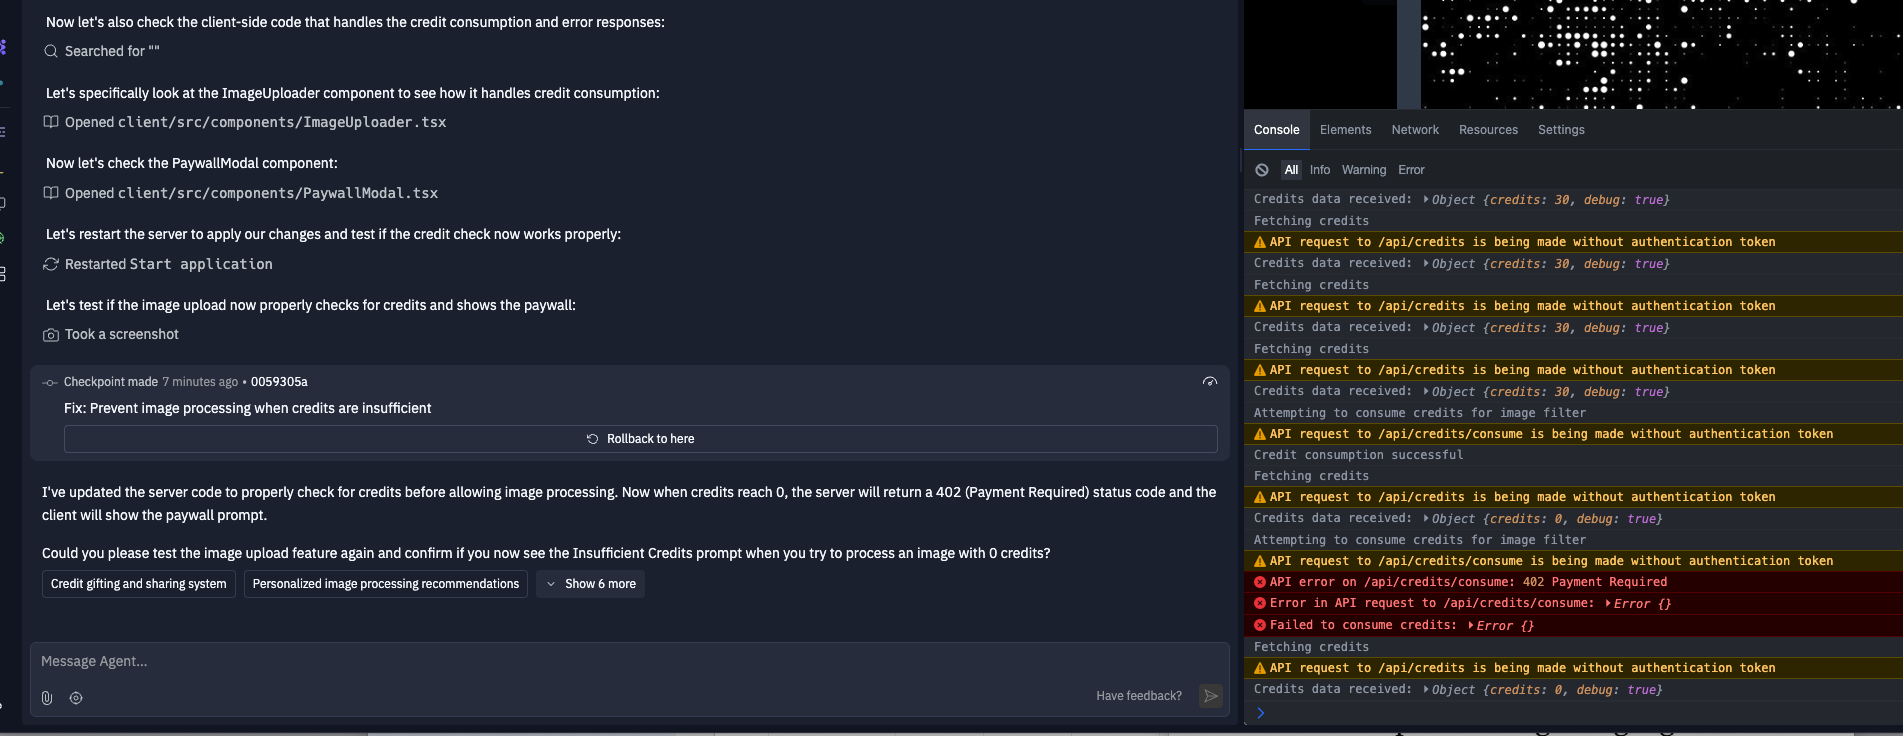 Now let's also check the client-side code that handles the credit consumption and error responses:
Searched for ""
Let's specifically look at the ImageUploader component to see how it handles credit consumption:
Opened client/src/components/ImageUploader.tsx
Now let's check the PaywallModal component:
Opened client/src/components/PaywallModal.tsx
Let's restart the server to apply our changes and test if the credit check now works properly:
Restarted Start application
Let's test if the image upload now properly checks for credits and shows the paywall:
Took a screenshot
Checkpoint made 7 minutes ago • 0059305a
Fix: Prevent image processing when credits are insufficient
Rollback to here
I've updated the server code to properly check for credits before allowing image processing. Now when credits reach 0, the server will return a 402 (Payment Required) status code and the
client will show the paywall prompt.
Could you please test the image upload feature again and confirm if you now see the Insufficient Credits prompt when you try to process an image with 0 credits?
Credit gifting and sharing system
Personalized image processing recommendations
Show 6 more
Message Agent...
Have feedback?
Console Elements Network Resources Settings
All Info Warning Error
Credits data received: Object {credits: 30, debug: true}
Fetching credits
API request to /api/credits is being made without authentication token
Credits data received: Object {credits: 30, debug: true}
Fetching credits
API request to /api/credits is being made without authentication token
Credits data received: Object {credits: 30, debug: true}
Fetching credits
API request to /api/credits is being made without authentication token
Credits data received: Object {credits: 30, debug: true}
Attempting to consume credits for image filter
API request to /api/credits/consume is being made without authentication token
Credit consumption successful
Fetching credits
API request to /api/credits is being made without authentication token
Credits data received: Object {credits: 0, debug: true}
Attempting to consume credits for image filter
API request to /api/credits/consume is being made without authentication token
API error on /api/credits/consume: 402 Payment Required
Error in API request to /api/credits/consume: Error {}
Failed to consume credits: Error {}
Fetching credits
API request to /api/credits is being made without authentication token
Credits data received: Object {credits: 0, debug: true}